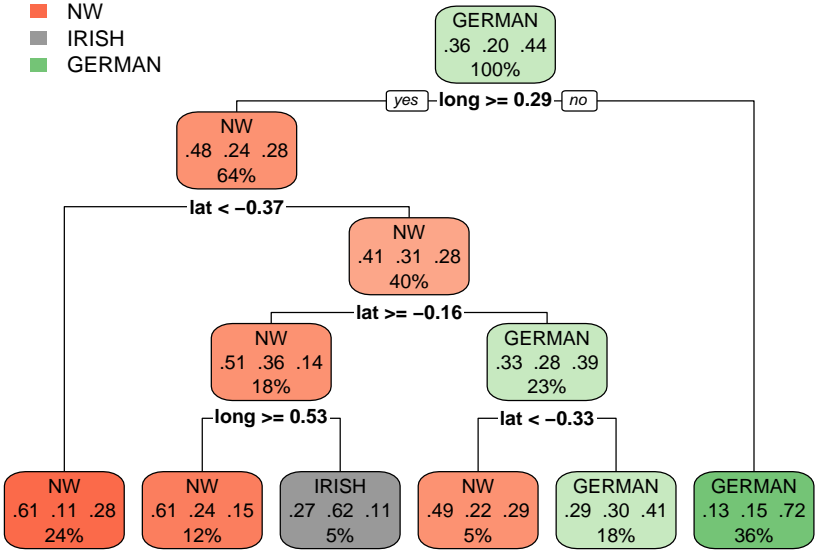 NW
IRISH
GERMAN
GERMAN
.36 .20 .44
100%
yes long >= 0.29 no
NW
.48 .24 .28
64%
lat < −0.37
NW
.41 .31 .28
40%
lat >= −0.16
NW
.51 .36 .14
18%
GERMAN
.33 .28 .39
23%
long >= 0.53
lat < −0.33
NW
.61 .11 .28
24%
NW
.61 .24 .15
12%
IRISH
.27 .62 .11
5%
NW
.49 .22 .29
5%
GERMAN
.29 .30 .41
18%
GERMAN
.13 .15 .72
36%